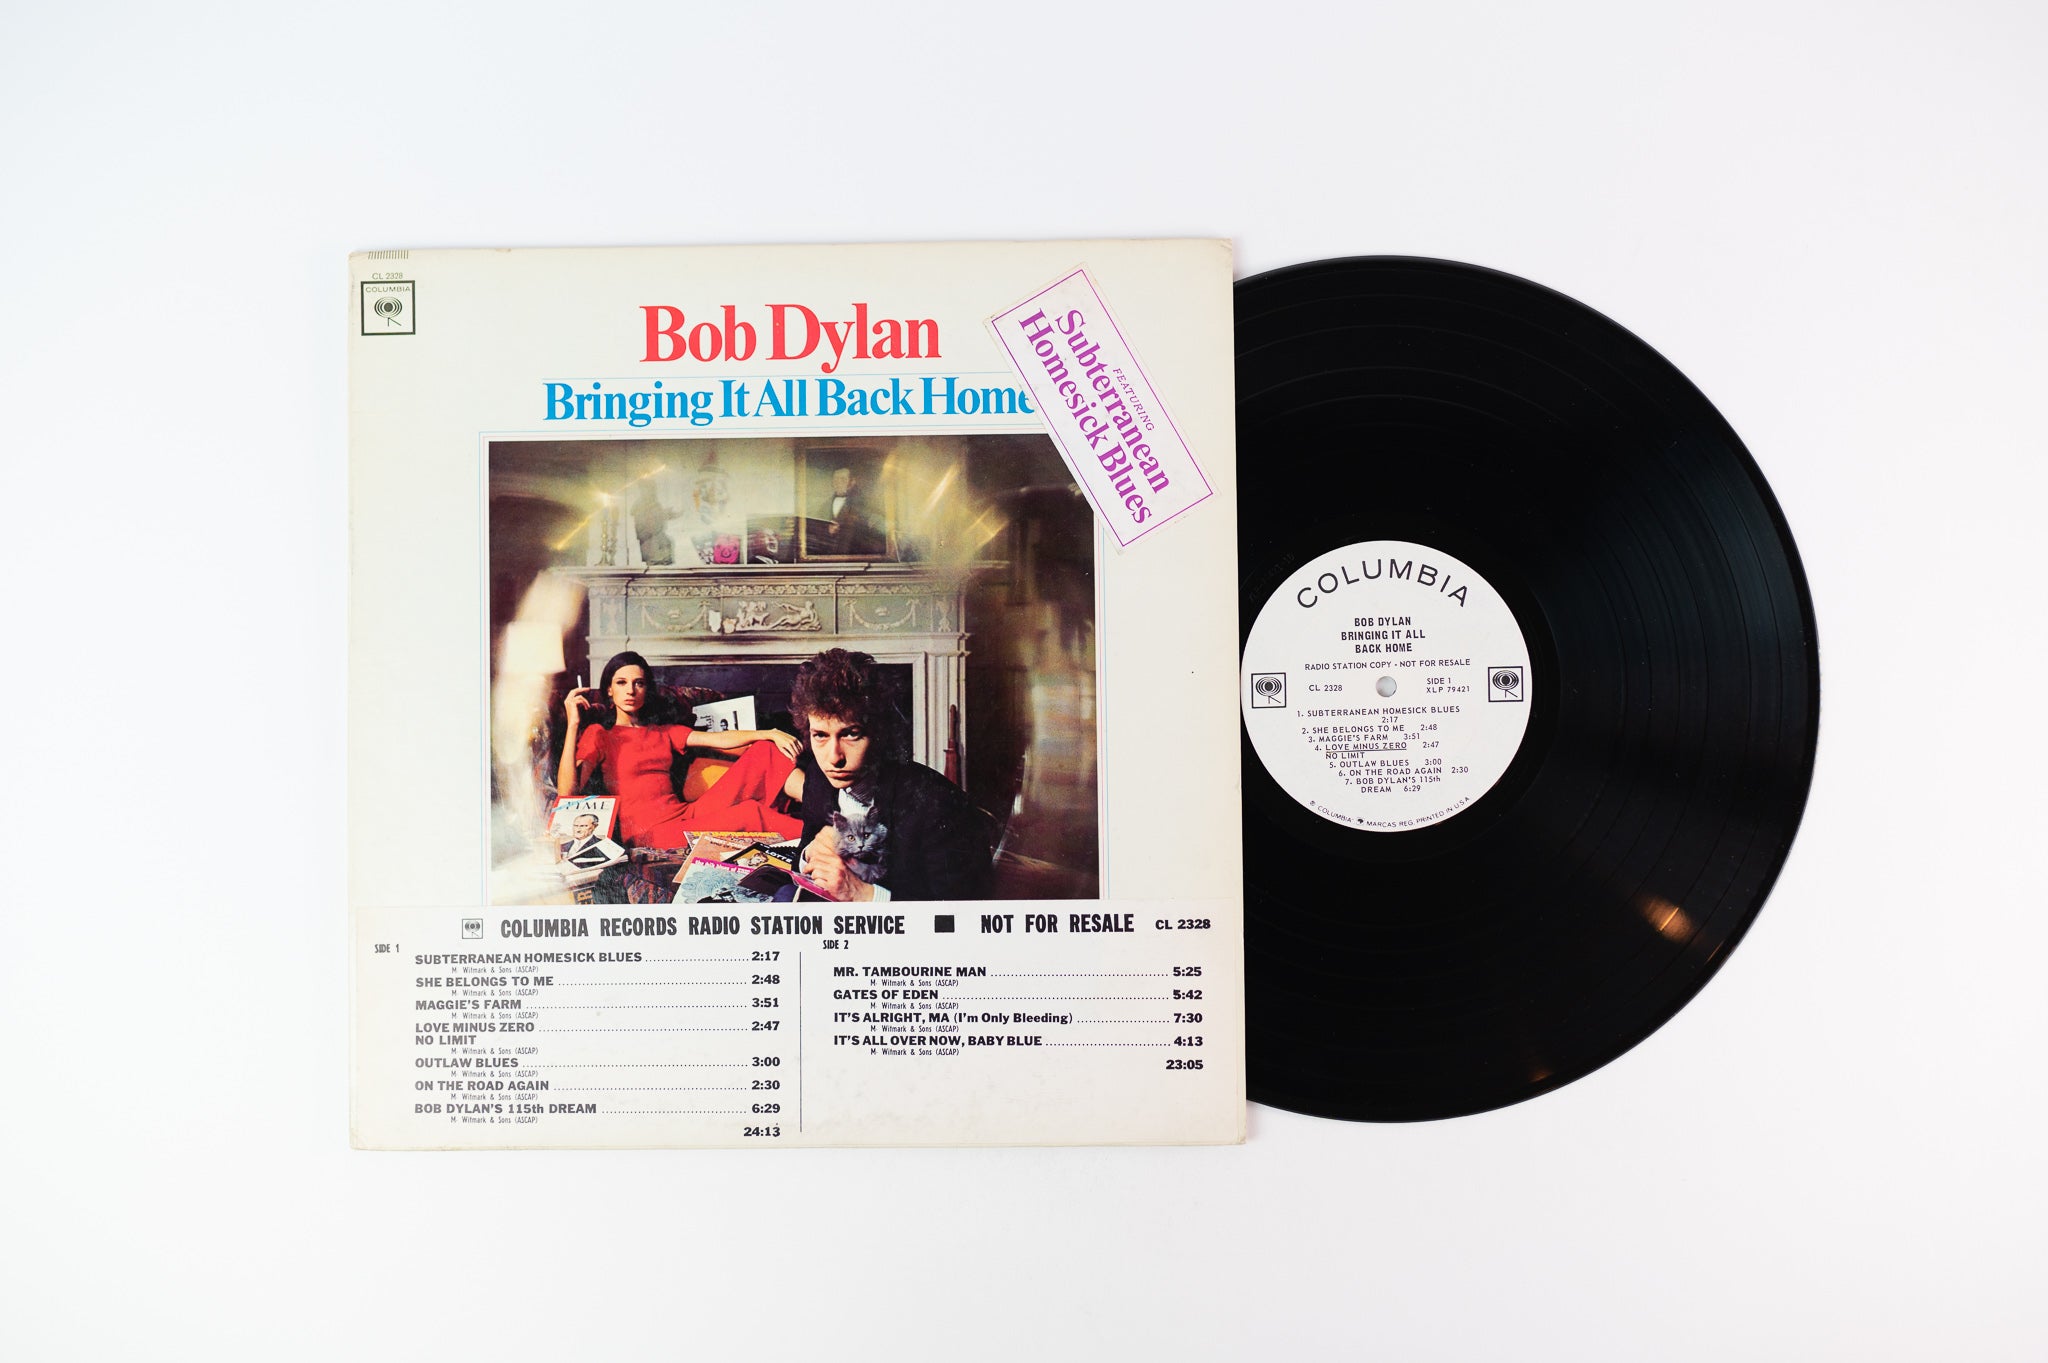 CL 2328
COLUMBIA
Bob Dylan
Bringing It All Back Home
FEATURING
Subterranean
Homesick Blues
TIME
LOTTE
COLUMBIA RECORDS RADIO STATION SERVICE ■ NOT FOR RESALE CL 2328
SIDE 1
SUBTERRANEAN HOMESICK BLUES 2:17
M. Witmark & Sons (ASCAP)
SHE BELONGS TO ME 2:48
M. Witmark & Sons (ASCAP)
MAGGIE'S FARM 3:51
M. Witmark & Sons (ASCAP)
LOVE MINUS ZERO 2:47
NO LIMIT
M. Witmark & Sons (ASCAP)
OUTLAW BLUES 3:00
M. Witmark & Sons (ASCAP)
ON THE ROAD AGAIN 2:30
M. Witmark & Sons (ASCAP)
BOB DYLAN'S 115th DREAM 6:29
M. Witmark & Sons (ASCAP)
24:13
SIDE 2
MR. TAMBOURINE MAN 5:25
M. Witmark & Sons (ASCAP)
GATES OF EDEN 5:42
M. Witmark & Sons (ASCAP)
IT'S ALRIGHT, MA (I'm Only Bleeding) 7:30
M. Witmark & Sons (ASCAP)
IT'S ALL OVER NOW, BABY BLUE 4:13
M. Witmark & Sons (ASCAP)
23:05
COLUMBIA
BOB DYLAN
BRINGING IT ALL
BACK HOME
RADIO STATION COPY • NOT FOR RESALE
CL 2328
SIDE 1
XLP 79421
1. SUBTERRANEAN HOMESICK BLUES
2:17
2. SHE BELONGS TO ME 2:48
3. MAGGIE'S FARM 3:51
4. LOVE MINUS ZERO 2:47
NO LIMIT
5. OUTLAW BLUES 3:00
6. ON THE ROAD AGAIN 2:30
7. BOB DYLAN'S 115th
DREAM 6:29
® COLUMBIA MARCAS REG. PRINTED IN U.S.A.